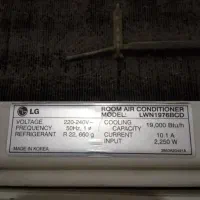 LG
ROOM AIR CONDITIONER
MODEL: LWN1976BCD
VOLTAGE 220-240V~
FREQUENCY 50Hz, 1 ø
REFRIGERANT R 22, 660 g
COOLING CAPACITY 19,000 Btu/h
CURRENT 10.1 A
INPUT 2,250 W
MADE IN KOREA